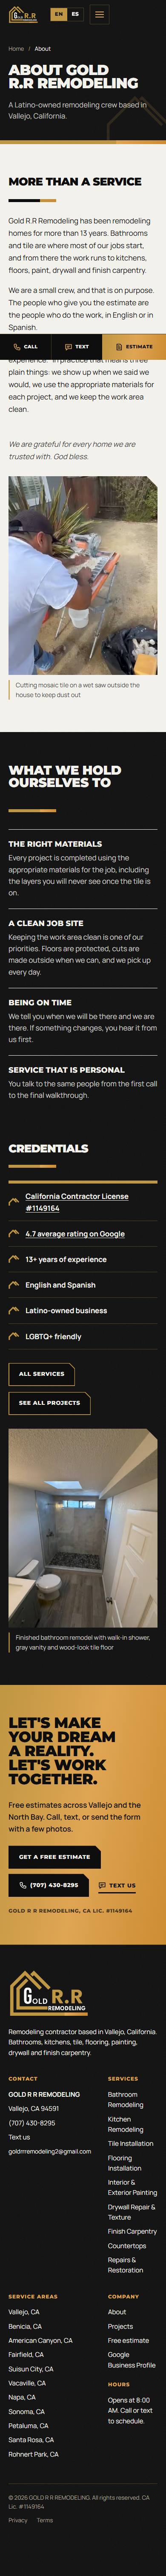 GOLD R.R
REMODELING
EN ES
Home / About
ABOUT GOLD
R.R REMODELING
A Latino-owned remodeling crew based in
Vallejo, California.
MORE THAN A SERVICE
Gold R.R Remodeling has been remodeling
homes for more than 13 years. Bathrooms
and tile are where most of our jobs start,
and from there the work runs to kitchens,
floors, paint, drywall and finish carpentry.
We are a small crew, and that is on purpose.
The people who give you the estimate are
the people who do the work, in English or in
Spanish.
CALL TEXT ESTIMATE
experience." In practice that means three
plain things: we show up when we said we
would, we use the appropriate materials for
each project, and we keep the work area
clean.
We are grateful for every home we are
trusted with. God bless.
Cutting mosaic tile on a wet saw outside the
house to keep dust out
WHAT WE HOLD
OURSELVES TO
THE RIGHT MATERIALS
Every project is completed using the
appropriate materials for the job, including
the layers you will never see once the tile is
on.
A CLEAN JOB SITE
Keeping the work area clean is one of our
priorities. Floors are protected, cuts are
made outside when we can, and we pick up
every day.
BEING ON TIME
We tell you when we will be there and we are
there. If something changes, you hear it from
us first.
SERVICE THAT IS PERSONAL
You talk to the same people from the first call
to the final walkthrough.
CREDENTIALS
California Contractor License
#1149164
4.7 average rating on Google
13+ years of experience
English and Spanish
Latino-owned business
LGBTQ+ friendly
ALL SERVICES
SEE ALL PROJECTS
Finished bathroom remodel with walk-in shower,
gray vanity and wood-look tile floor
LET'S MAKE
YOUR DREAM
A REALITY.
LET'S WORK
TOGETHER.
Free estimates across Vallejo and the
North Bay. Call, text, or send the form
with a few photos.
GET A FREE ESTIMATE
(707) 430-8295 TEXT US
GOLD R R REMODELING, CA LIC. #1149164
GOLD R.R
REMODELING
Remodeling contractor based in Vallejo, California.
Bathrooms, kitchens, tile, flooring, painting,
drywall and finish carpentry.
CONTACT
GOLD R R REMODELING
Vallejo, CA 94591
(707) 430-8295
Text us
goldrrremodeling2@gmail.com
SERVICES
Bathroom
Remodeling
Kitchen
Remodeling
Tile Installation
Flooring
Installation
Interior &
Exterior Painting
Drywall Repair &
Texture
Finish Carpentry
Countertops
Repairs &
Restoration
SERVICE AREAS
Vallejo, CA
Benicia, CA
American Canyon, CA
Fairfield, CA
Suisun City, CA
Vacaville, CA
Napa, CA
Sonoma, CA
Petaluma, CA
Santa Rosa, CA
Rohnert Park, CA
COMPANY
About
Projects
Free estimate
Google
Business Profile
HOURS
Opens at 8:00
AM. Call or text
to schedule.
© 2026 GOLD R R REMODELING. All rights reserved. CA
Lic. #1149164
Privacy Terms